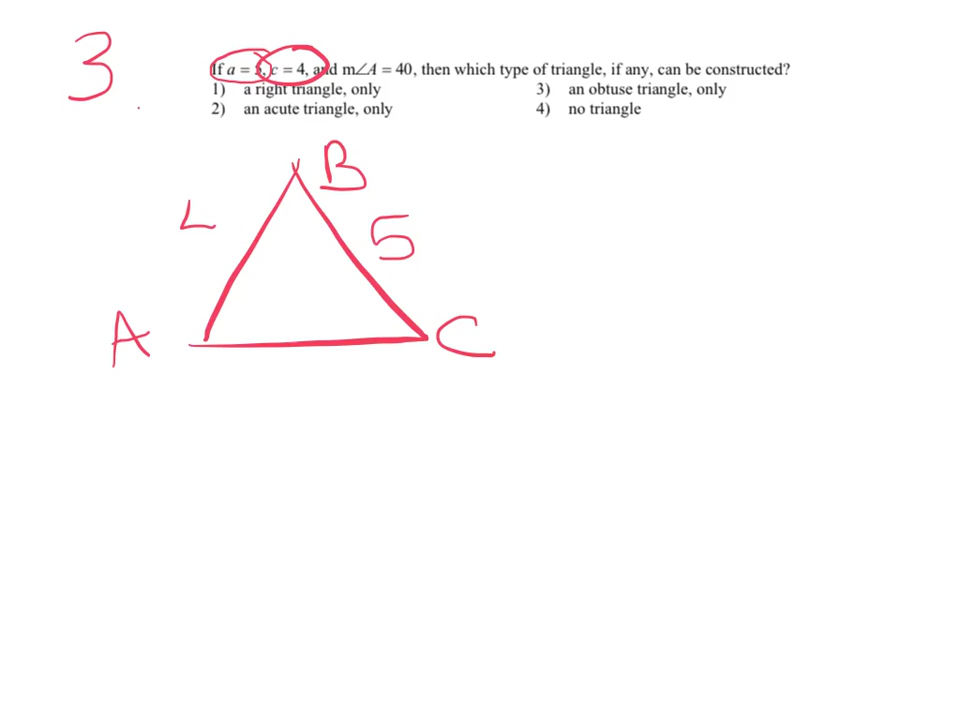 3
If a = 5, c = 4, and m∠A = 40, then which type of triangle, if any, can be constructed?
1) a right triangle, only
3) an obtuse triangle, only
2) an acute triangle, only
4) no triangle
B
5
A
C